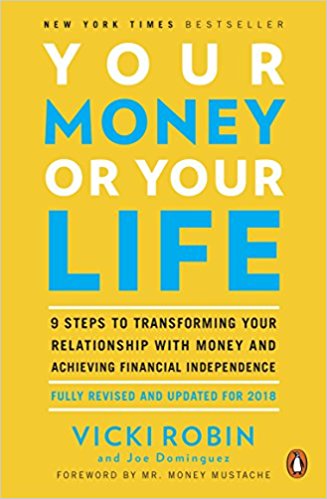 NEW YORK TIMES BESTSELLER
YOUR
MONEY
OR YOUR
LIFE
9 STEPS TO TRANSFORMING YOUR
RELATIONSHIP WITH MONEY AND
ACHIEVING FINANCIAL INDEPENDENCE
FULLY REVISED AND UPDATED FOR 2018
VICKI ROBIN
and Joe Dominguez
FOREWORD BY MR. MONEY MUSTACHE